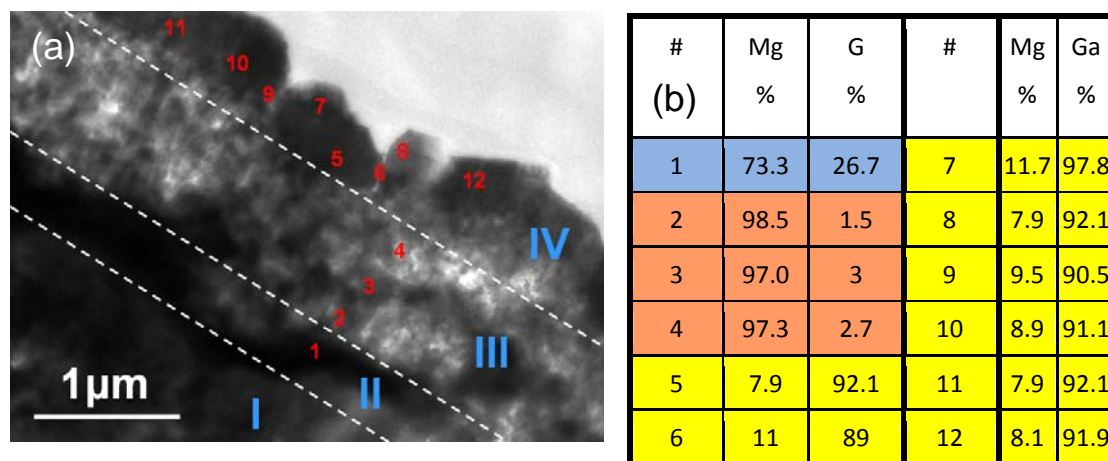 (a)
11
10
9
7
5
6
8
12
4
3
2
1
IV
III
II
I
1µm
(b)
# Mg G # Mg Ga
% % % %
1 73.3 26.7 7 11.7 97.8
2 98.5 1.5 8 7.9 92.1
3 97.0 3 9 9.5 90.5
4 97.3 2.7 10 8.9 91.1
5 7.9 92.1 11 7.9 92.1
6 11 89 12 8.1 91.9